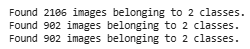 Found 2106 images belonging to 2 classes.
Found 902 images belonging to 2 classes.
Found 902 images belonging to 2 classes.